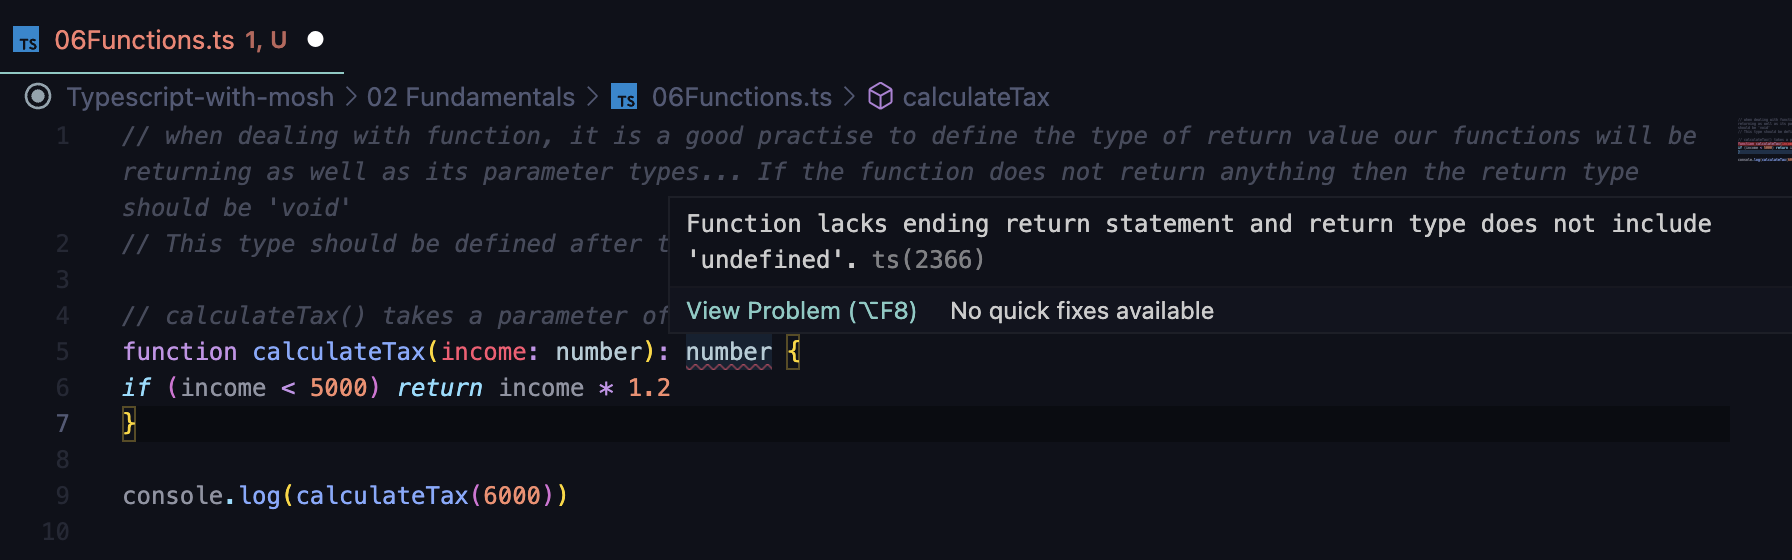 TS 06Functions.ts 1, U
Typescript-with-mosh > 02 Fundamentals > TS 06Functions.ts > calculateTax
1 // when dealing with function, it is a good practise to define the type of return value our functions will be
returning as well as its parameter types... If the function does not return anything then the return type
should be 'void'
Function lacks ending return statement and return type does not include
2 // This type should be defined after t
'undefined'. ts(2366)
3
View Problem (⌥F8) No quick fixes available
4 // calculateTax() takes a parameter of
5 function calculateTax(income: number): number {
6 if (income < 5000) return income * 1.2
7 }
8
9 console.log(calculateTax(6000))
10